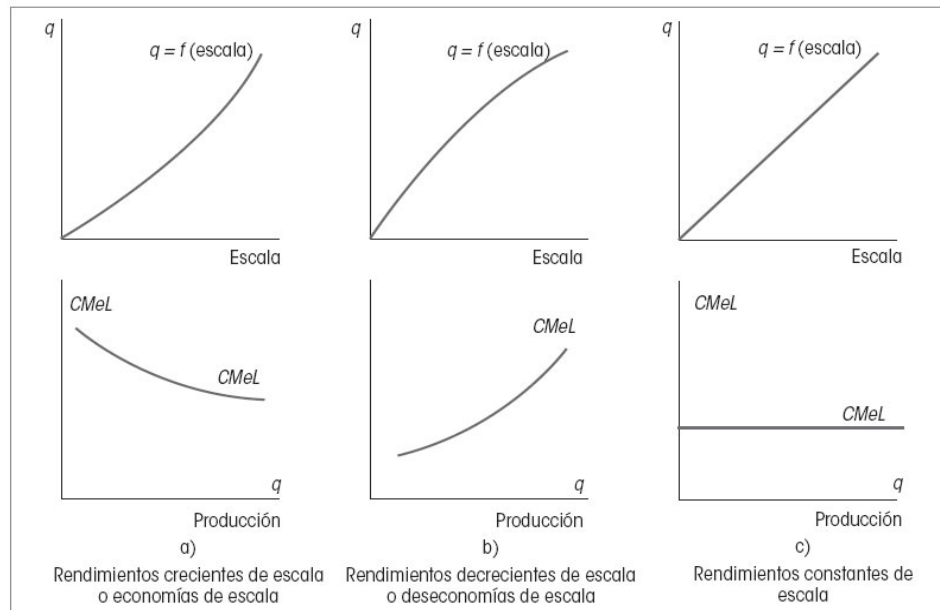 q
q = f (escala)
Escala
q
q = f (escala)
Escala
q
q = f (escala)
Escala
CMeL
CMeL
q
Producción
a)
Rendimientos crecientes de escala
o economías de escala
CMeL
q
Producción
b)
Rendimientos decrecientes de escala
o deseconomías de escala
CMeL
CMeL
q
Producción
c)
Rendimientos constantes de
escala